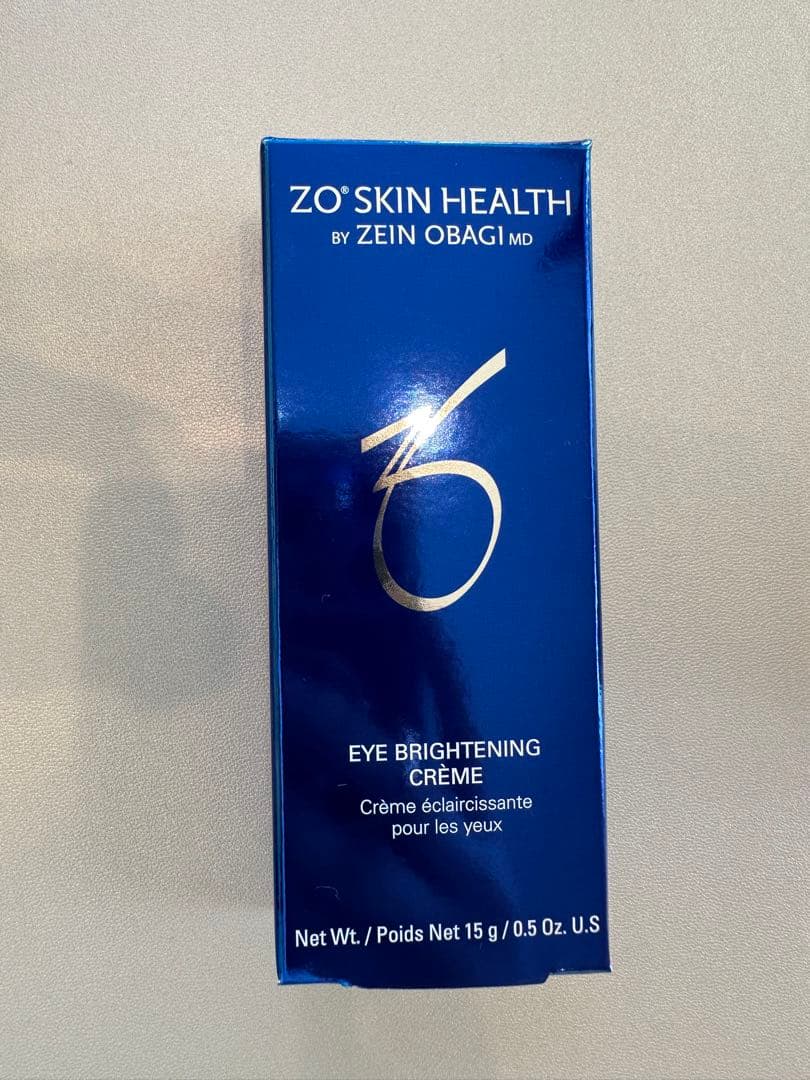 ZO® SKIN HEALTH
BY ZEIN OBAGI MD
EYE BRIGHTENING
CRÈME
Crème éclaircissante
pour les yeux
Net Wt. / Poids Net 15 g / 0.5 Oz. U.S